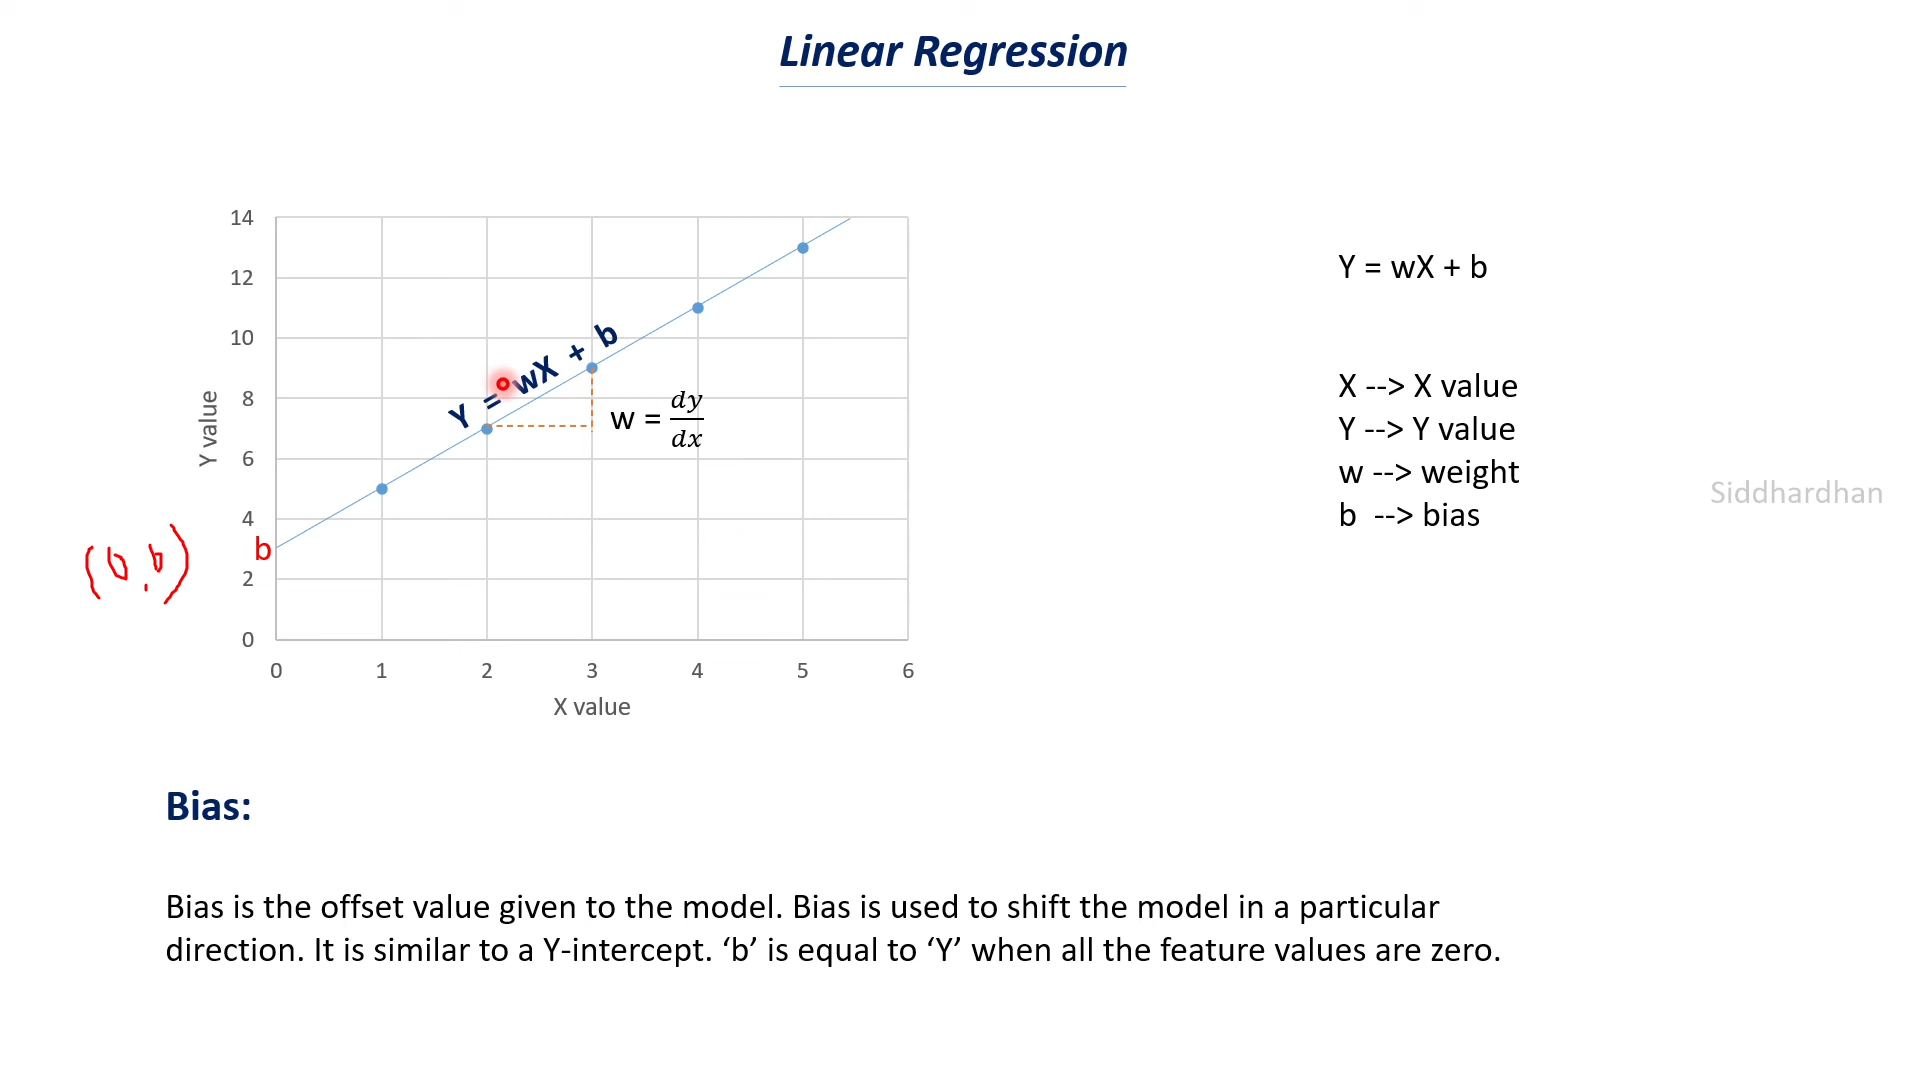 Linear Regression
14
12
10
8
6
4
2
0
Y value
0 1 2 3 4 5 6
X value
Y = wX + b
w = dy/dx
b
(0, b)
Y = wX + b
X --> X value
Y --> Y value
w --> weight
b --> bias
Siddhardhan
Bias:
Bias is the offset value given to the model. Bias is used to shift the model in a particular
direction. It is similar to a Y-intercept. ‘b’ is equal to ‘Y’ when all the feature values are zero.